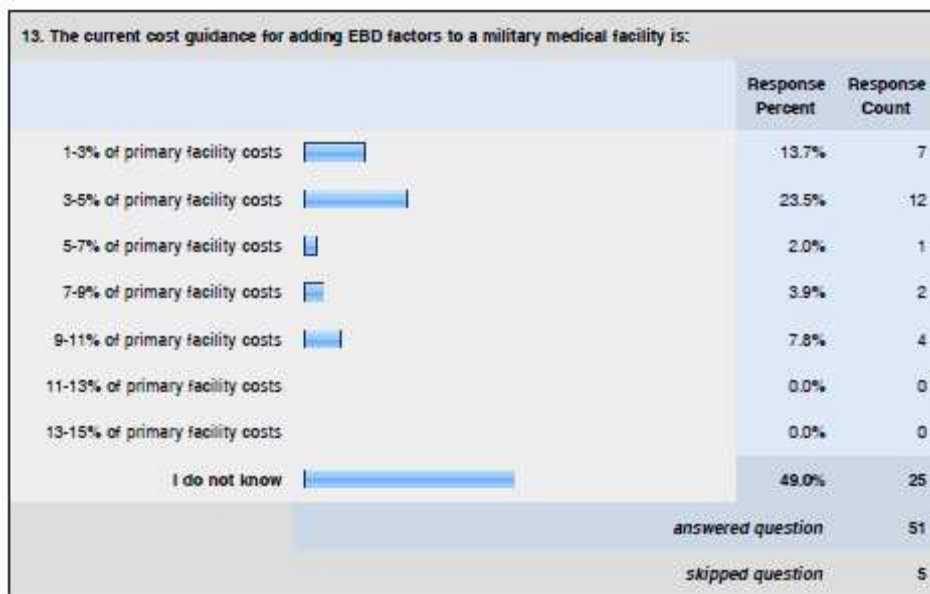 13. The current cost guidance for adding EBD factors to a military medical facility is:
Response Percent Response Count
1-3% of primary facility costs 13.7% 7
3-5% of primary facility costs 23.5% 12
5-7% of primary facility costs 2.0% 1
7-9% of primary facility costs 3.9% 2
9-11% of primary facility costs 7.8% 4
11-13% of primary facility costs 0.0% 0
13-15% of primary facility costs 0.0% 0
I do not know 49.0% 25
answered question 51
skipped question 5